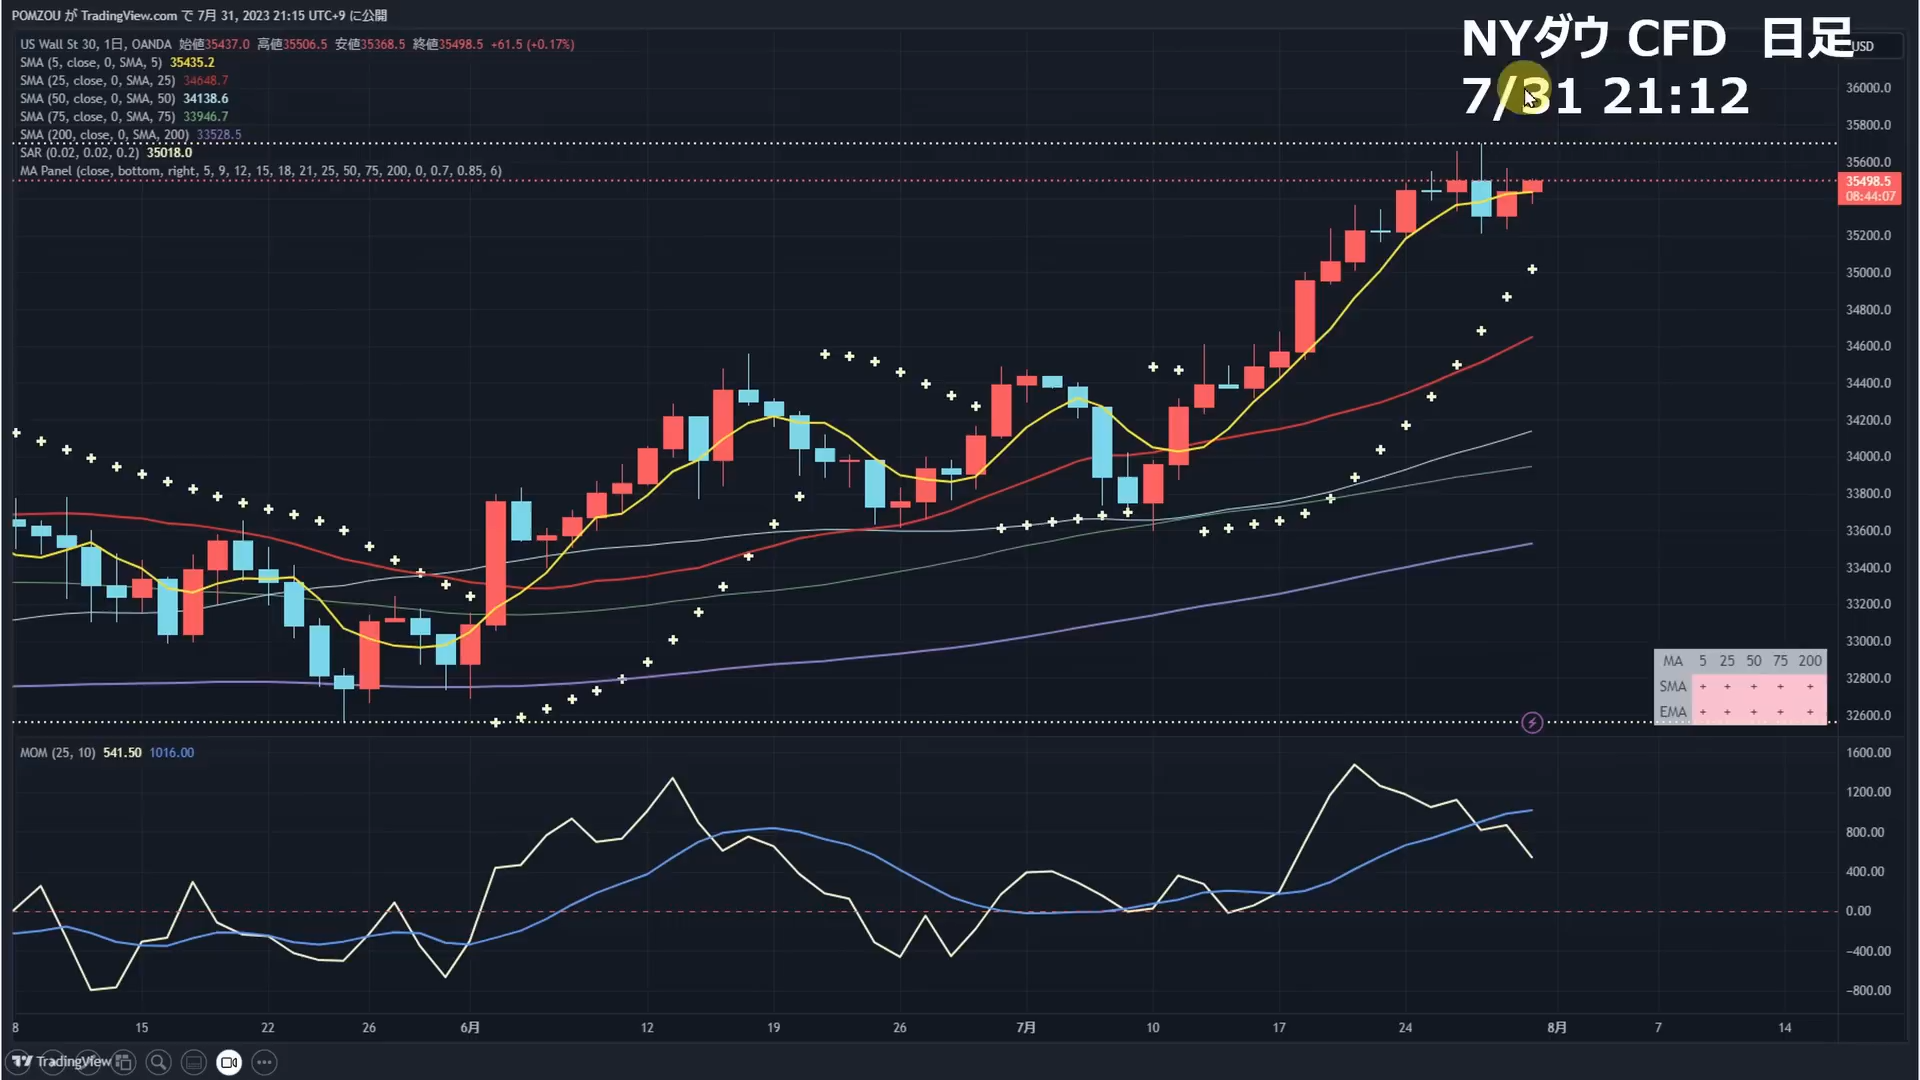 POMZOU が TradingView.com で 7月 31, 2023 21:15 UTC+9 に公開
NYダウ CFD 日足
7/31 21:12
US Wall St 30, 1日, OANDA 始値35437.0 高値35506.5 安値35368.5 終値35498.5 +61.5 (+0.17%)
SMA (5, close, 0, SMA, 5) 35435.2
SMA (25, close, 0, SMA, 25) 34648.7
SMA (50, close, 0, SMA, 50) 34138.6
SMA (75, close, 0, SMA, 75) 33946.7
SMA (200, close, 0, SMA, 200) 33528.5
SAR (0.02, 0.02, 0.2) 35018.0
MA Panel (close, bottom, right, 5, 9, 12, 15, 18, 21, 25, 50, 75, 200, 0, 0.7, 0.85, 6)
USD
36000.0
35800.0
35600.0
35498.5
08:44:07
35200.0
35000.0
34800.0
34600.0
34400.0
34200.0
34000.0
33800.0
33600.0
33400.0
33200.0
33000.0
32800.0
32600.0
MA 5 25 50 75 200
SMA + + + + +
EMA + + + + +
MOM (25, 10) 541.50 1016.00
1600.00
1200.00
800.00
400.00
0.00
−400.00
−800.00
8 15 22 26 6月 12 19 26 7月 10 17 24 8月 7 14
TradingView